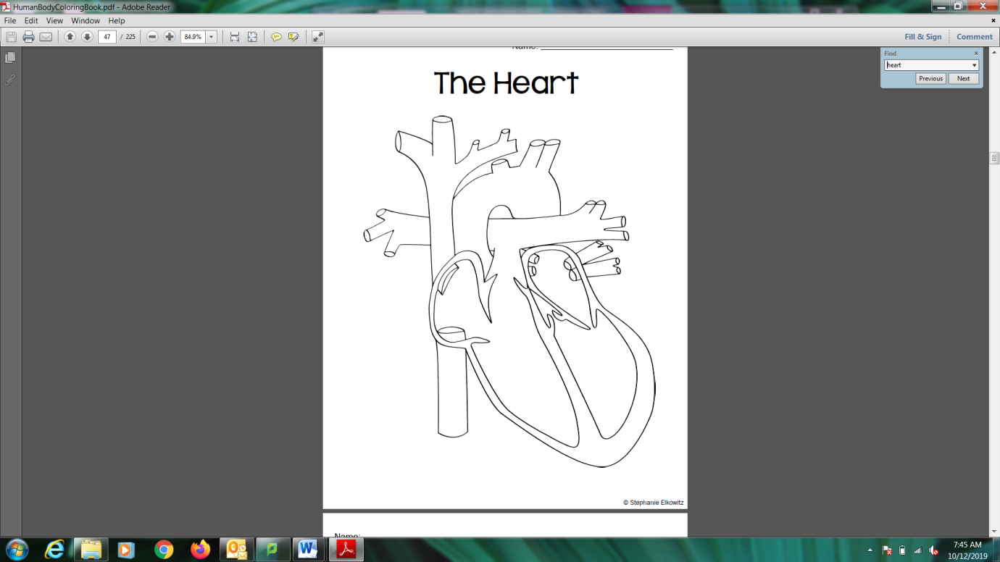 HumanBodyColoringBook.pdf - Adobe Reader
File Edit View Window Help
47 / 225 84.9% Fill & Sign Comment
Find
heart
Previous Next
Name:
The Heart
© Stephanie Elkowitz
Name:
7:45 AM
10/12/2019